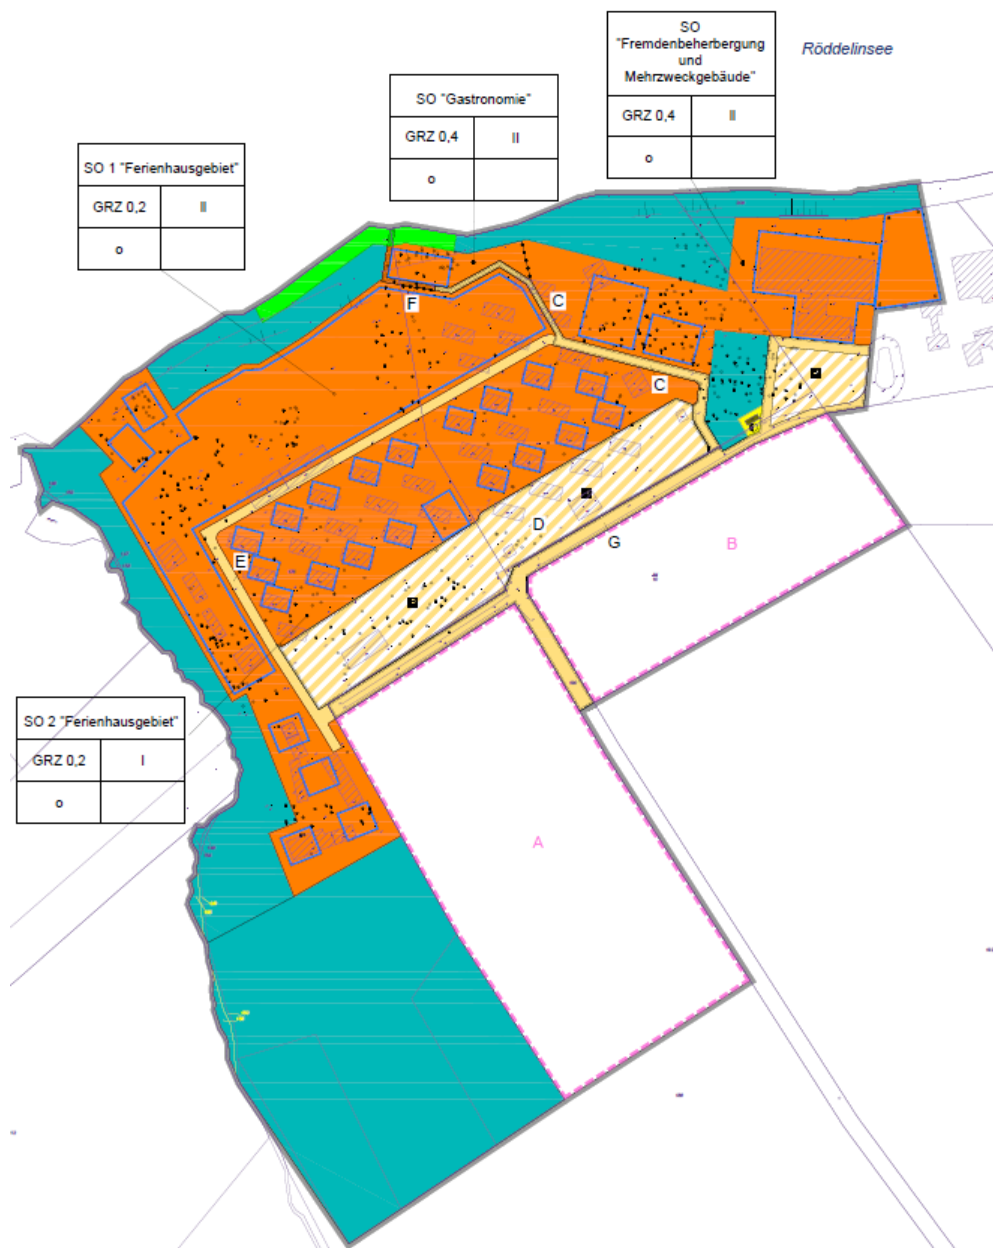 SO
"Fremdenbeherbergung
und
Mehrzweckgebäude"
GRZ 0,4 II
o
Röddelinsee
SO "Gastronomie"
GRZ 0,4 II
o
SO 1 "Ferienhausgebiet"
GRZ 0,2 II
o
F
C
C
D
G
B
E
SO 2 "Ferienhausgebiet"
GRZ 0,2 I
o
A